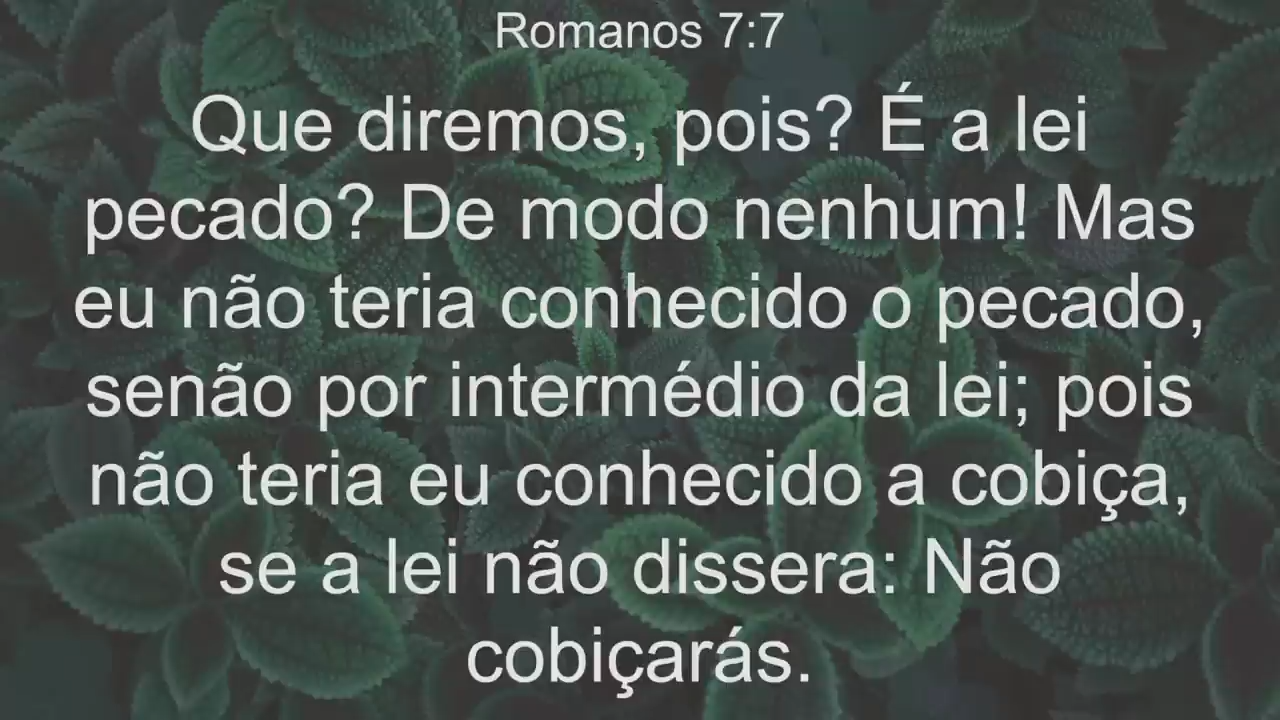 Romanos 7:7
Que diremos, pois? É a lei
pecado? De modo nenhum! Mas
eu não teria conhecido o pecado,
senão por intermédio da lei; pois
não teria eu conhecido a cobiça,
se a lei não dissera: Não
cobiçarás.